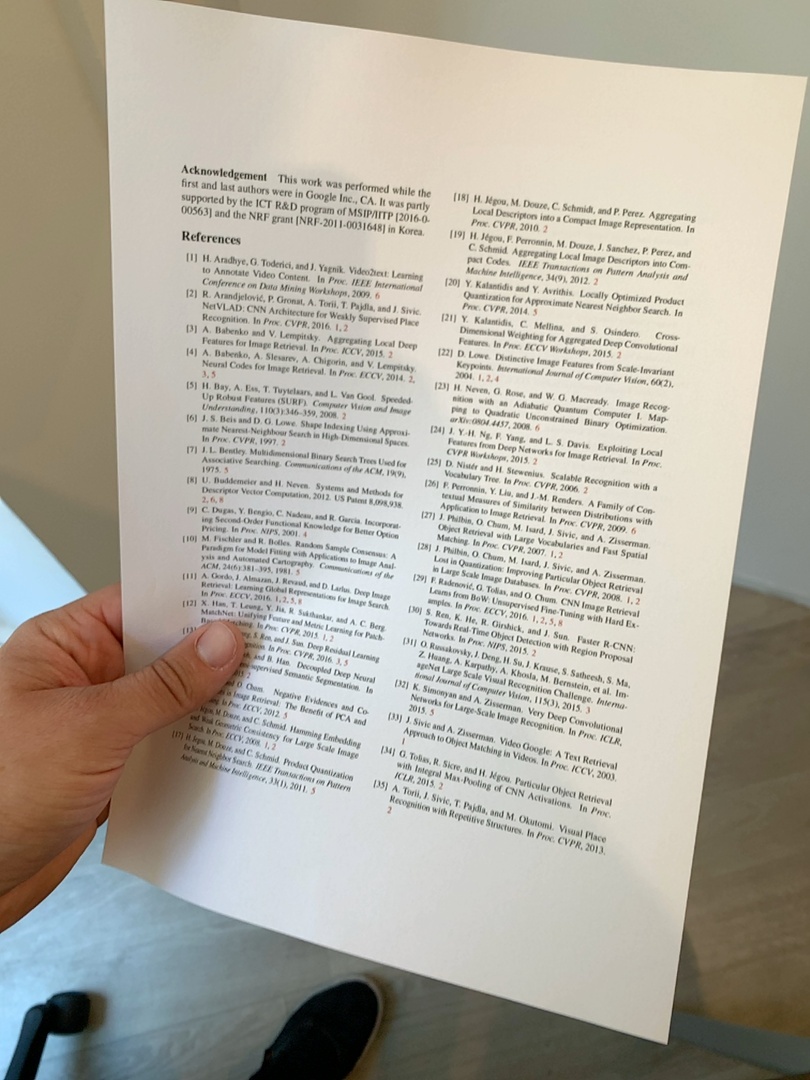 Acknowledgement This work was performed while the
first and last authors were in Google Inc., CA. It was partly
supported by the ICT R&D program of MSIP/IITP [2016-0-
00563] and the NRF grant [NRF-2011-0031648] in Korea.
References
[1] H. Aradhye, G. Toderici, and J. Yagnik. Video2text: Learning
to Annotate Video Content. In Proc. IEEE International
Conference on Data Mining Workshops, 2009. 6
[2] R. Arandjelović, P. Gronat, A. Torii, T. Pajdla, and J. Sivic.
NetVLAD: CNN Architecture for Weakly Supervised Place
Recognition. In Proc. CVPR, 2016. 1, 2
[3] A. Babenko and V. Lempitsky. Aggregating Local Deep
Features for Image Retrieval. In Proc. ICCV, 2015. 2
[4] A. Babenko, A. Slesarev, A. Chigorin, and V. Lempitsky.
Neural Codes for Image Retrieval. In Proc. ECCV, 2014. 2,
3, 5
[5] H. Bay, A. Ess, T. Tuytelaars, and L. Van Gool. Speeded-
Up Robust Features (SURF). Computer Vision and Image
Understanding, 110(3):346–359, 2008. 2
[6] J. S. Beis and D. G. Lowe. Shape Indexing Using Approxi-
mate Nearest-Neighbour Search in High-Dimensional Spaces.
In Proc. CVPR, 1997. 2
[7] J. L. Bentley. Multidimensional Binary Search Trees Used for
Associative Searching. Communications of the ACM, 19(9),
1975. 5
[8] U. Buddemeier and H. Neven. Systems and Methods for
Descriptor Vector Computation, 2012. US Patent 8,098,938.
2, 6, 8
[9] C. Dugas, Y. Bengio, C. Nadeau, and R. Garcia. Incorporat-
ing Second-Order Functional Knowledge for Better Option
Pricing. In Proc. NIPS, 2001. 4
[10] M. Fischler and R. Bolles. Random Sample Consensus: A
Paradigm for Model Fitting with Applications to Image Anal-
ysis and Automated Cartography. Communications of the
ACM, 24(6):381–395, 1981. 5
[11] A. Gordo, J. Almazan, J. Revaud, and D. Larlus. Deep Image
Retrieval: Learning Global Representations for Image Search.
In Proc. ECCV, 2016. 1, 2, 5, 8
[12] X. Han, T. Leung, Y. Jia, R. Sukthankar, and A. C. Berg.
MatchNet: Unifying Feature and Metric Learning for Patch-
Matching. In Proc. CVPR, 2015. 1, 2
S. Ren, and J. Sun. Deep Residual Learning
In Proc. CVPR, 2016. 3, 5
and B. Han. Decoupled Deep Neural
Semantic Segmentation. In
2015. 2
and O. Chum. Negative Evidences and Co-
in Image Retrieval: The Benefit of PCA and
In Proc. ECCV, 2012. 5
M. Douze, and C. Schmid. Hamming Embedding
and Weak Geometric Consistency for Large Scale Image
Search. In Proc. ECCV, 2008. 1, 2
[17] H. Jégou, M. Douze, and C. Schmid. Product Quantization
for Nearest Neighbor Search. IEEE Transactions on Pattern
Analysis and Machine Intelligence, 33(1), 2011. 5
[18] H. Jégou, M. Douze, C. Schmidt, and P. Perez. Aggregating
Local Descriptors into a Compact Image Representation. In
Proc. CVPR, 2010. 2
[19] H. Jégou, F. Perronnin, M. Douze, J. Sanchez, P. Perez, and
C. Schmid. Aggregating Local Image Descriptors into Com-
pact Codes. IEEE Transactions on Pattern Analysis and
Machine Intelligence, 34(9), 2012. 2
[20] Y. Kalantidis and Y. Avrithis. Locally Optimized Product
Quantization for Approximate Nearest Neighbor Search. In
Proc. CVPR, 2014. 5
[21] Y. Kalantidis, C. Mellina, and S. Osindero. Cross-
Dimensional Weighting for Aggregated Deep Convolutional
Features. In Proc. ECCV Workshops, 2015. 2
[22] D. Lowe. Distinctive Image Features from Scale-Invariant
Keypoints. International Journal of Computer Vision, 60(2),
2004. 1, 2, 4
[23] H. Neven, G. Rose, and W. G. Macready. Image Recog-
nition with an Adiabatic Quantum Computer I. Map-
ping to Quadratic Unconstrained Binary Optimization.
arXiv:0804.4457, 2008. 6
[24] J. Y.-H. Ng, F. Yang, and L. S. Davis. Exploiting Local
Features from Deep Networks for Image Retrieval. In Proc.
CVPR Workshops, 2015. 2
[25] D. Nistér and H. Stewenius. Scalable Recognition with a
Vocabulary Tree. In Proc. CVPR, 2006. 2
[26] F. Perronnin, Y. Liu, and J.-M. Renders. A Family of Con-
textual Measures of Similarity between Distributions with
Application to Image Retrieval. In Proc. CVPR, 2009. 6
[27] J. Philbin, O. Chum, M. Isard, J. Sivic, and A. Zisserman.
Object Retrieval with Large Vocabularies and Fast Spatial
Matching. In Proc. CVPR, 2007. 1, 2
[28] J. Philbin, O. Chum, M. Isard, J. Sivic, and A. Zisserman.
Lost in Quantization: Improving Particular Object Retrieval
in Large Scale Image Databases. In Proc. CVPR, 2008. 1, 2
[29] F. Radenović, G. Tolias, and O. Chum. CNN Image Retrieval
Learns from BoW: Unsupervised Fine-Tuning with Hard Ex-
amples. In Proc. ECCV, 2016. 1, 2, 5, 8
[30] S. Ren, K. He, R. Girshick, and J. Sun. Faster R-CNN:
Towards Real-Time Object Detection with Region Proposal
Networks. In Proc. NIPS, 2015. 2
[31] O. Russakovsky, J. Deng, H. Su, J. Krause, S. Satheesh, S. Ma,
Z. Huang, A. Karpathy, A. Khosla, M. Bernstein, et al. Im-
ageNet Large Scale Visual Recognition Challenge. Interna-
tional Journal of Computer Vision, 115(3), 2015. 3
[32] K. Simonyan and A. Zisserman. Very Deep Convolutional
Networks for Large-Scale Image Recognition. In Proc. ICLR,
2015. 5
[33] J. Sivic and A. Zisserman. Video Google: A Text Retrieval
Approach to Object Matching in Videos. In Proc. ICCV, 2003.
1
[34] G. Tolias, R. Sicre, and H. Jégou. Particular Object Retrieval
with Integral Max-Pooling of CNN Activations. In Proc.
ICLR, 2015. 2
[35] A. Torii, J. Sivic, T. Pajdla, and M. Okutomi. Visual Place
Recognition with Repetitive Structures. In Proc. CVPR, 2013.
2